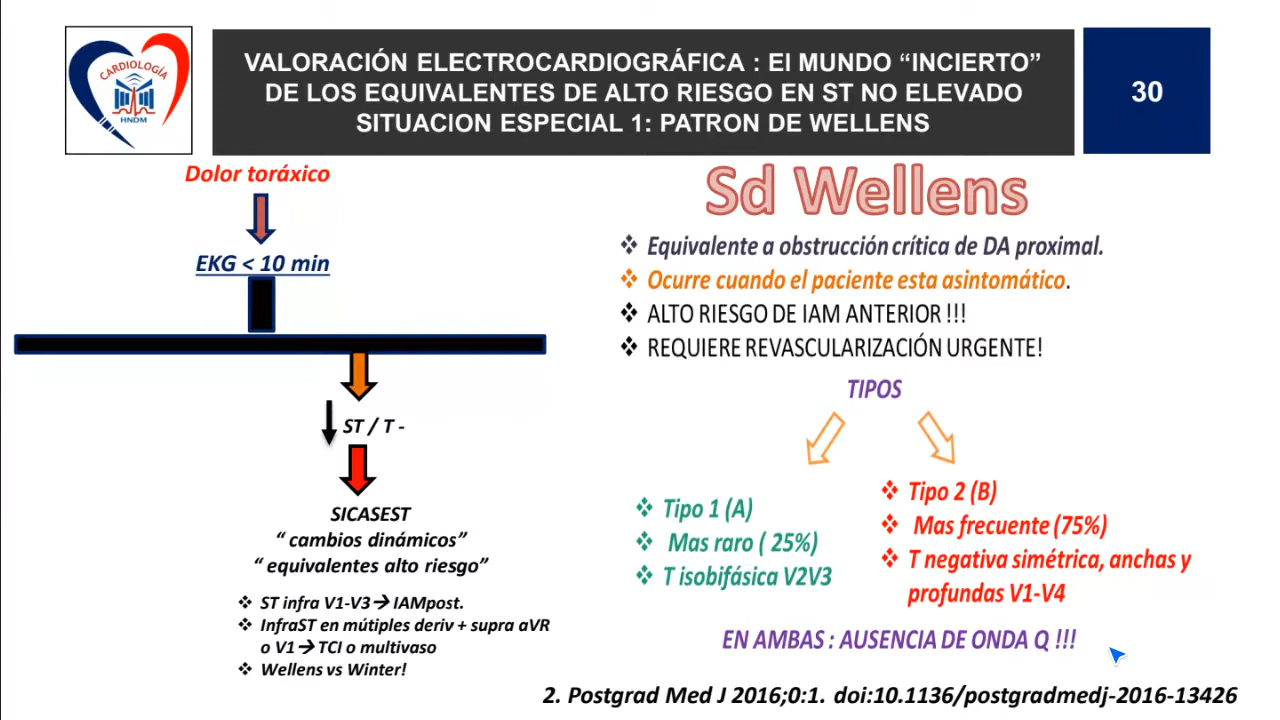 CARDIOLOGÍA
HNDM
VALORACIÓN ELECTROCARDIOGRÁFICA : El MUNDO “INCIERTO”
DE LOS EQUIVALENTES DE ALTO RIESGO EN ST NO ELEVADO
SITUACION ESPECIAL 1: PATRON DE WELLENS
30
Dolor toráxico
EKG < 10 min
ST / T -
SICASEST
“ cambios dinámicos”
“ equivalentes alto riesgo”
❖ ST infra V1-V3→ IAMpost.
❖ InfraST en mútiples deriv + supra aVR
o V1→ TCI o multivaso
❖ Wellens vs Winter!
Sd Wellens
❖ Equivalente a obstrucción crítica de DA proximal.
❖ Ocurre cuando el paciente esta asintomático.
❖ ALTO RIESGO DE IAM ANTERIOR !!!
❖ REQUIERE REVASCULARIZACIÓN URGENTE!
TIPOS
❖ Tipo 1 (A)
❖ Mas raro ( 25%)
❖ T isobifásica V2V3
❖ Tipo 2 (B)
❖ Mas frecuente (75%)
❖ T negativa simétrica, anchas y
profundas V1-V4
EN AMBAS : AUSENCIA DE ONDA Q !!!
2. Postgrad Med J 2016;0:1. doi:10.1136/postgradmedj-2016-13426